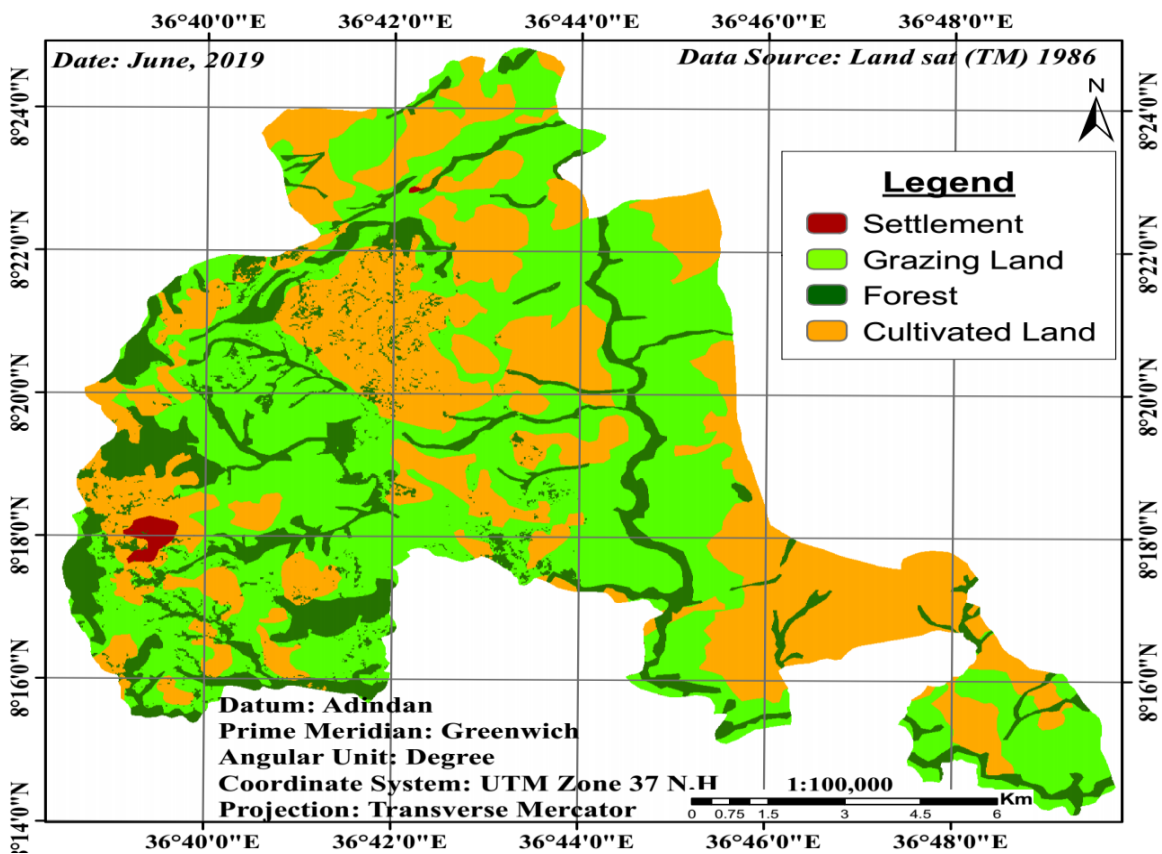 36°40'0"E 36°42'0"E 36°44'0"E 36°46'0"E 36°48'0"E
Date: June, 2019
Data Source: Land sat (TM) 1986
N
8°24'0"N 8°24'0"N
Legend
Settlement
Grazing Land
Forest
Cultivated Land
8°22'0"N 8°22'0"N
8°20'0"N 8°20'0"N
8°18'0"N 8°18'0"N
8°16'0"N 8°16'0"N
Datum: Adindan
Prime Meridian: Greenwich
Angular Unit: Degree
Coordinate System: UTM Zone 37 N.H
Projection: Transverse Mercator
1:100,000
Km
0 0.75 1.5 3 4.5 6
8°14'0"N
36°40'0"E 36°42'0"E 36°44'0"E 36°46'0"E 36°48'0"E